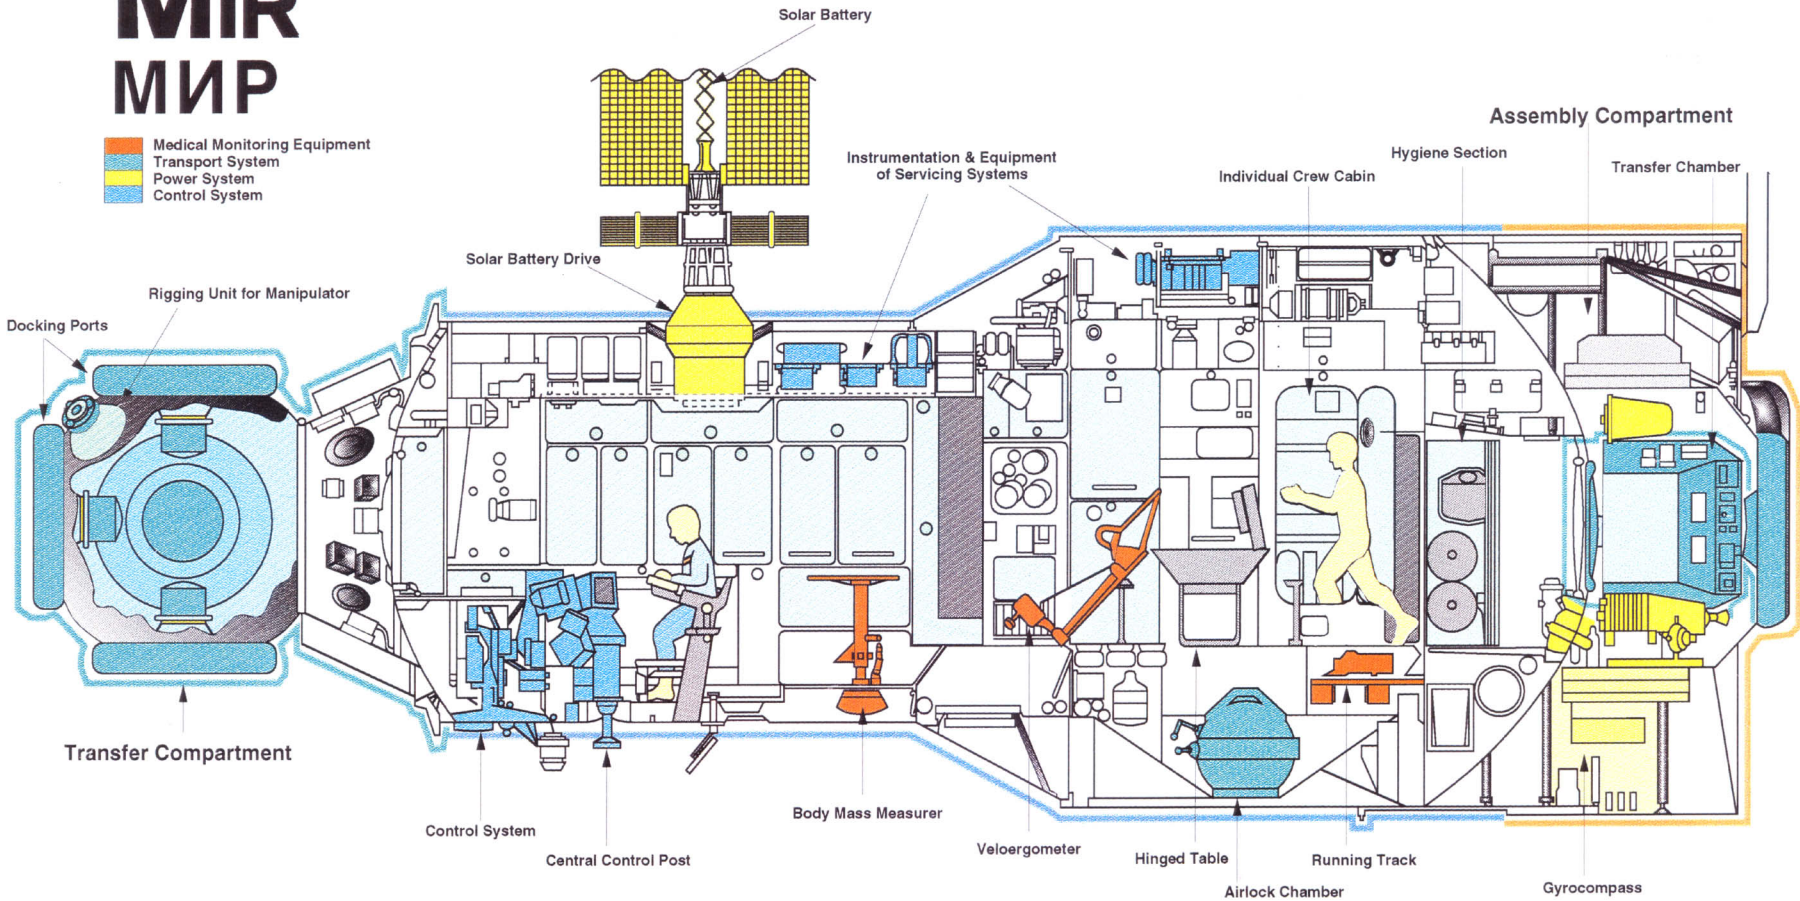 MIR
МИР
Medical Monitoring Equipment
Transport System
Power System
Control System
Solar Battery
Assembly Compartment
Hygiene Section
Instrumentation & Equipment
of Servicing Systems
Individual Crew Cabin
Transfer Chamber
Solar Battery Drive
Rigging Unit for Manipulator
Docking Ports
Transfer Compartment
Control System
Central Control Post
Body Mass Measurer
Veloergometer
Hinged Table
Running Track
Airlock Chamber
Gyrocompass